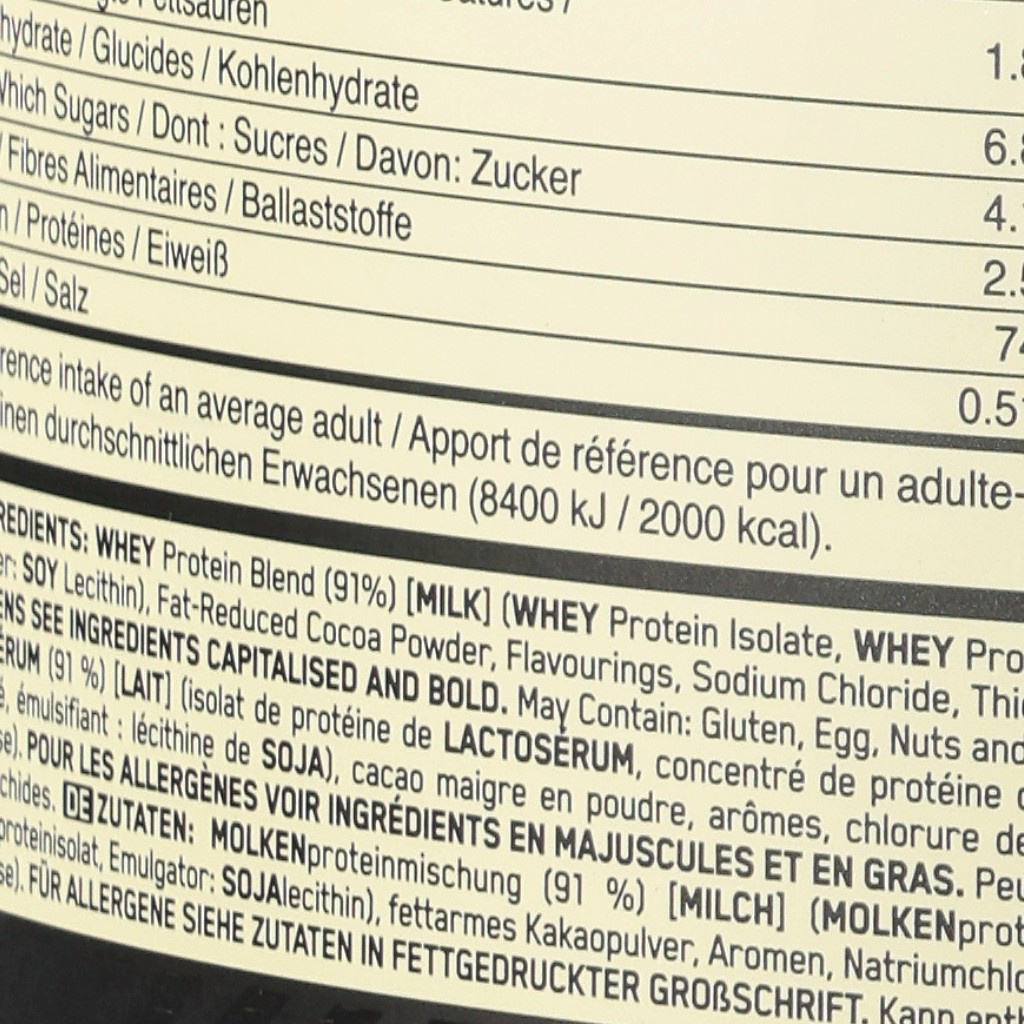 hydrate / Glucides / Kohlenhydrate 6.8
Which Sugars / Dont : Sucres / Davon: Zucker 4.
/ Fibres Alimentaires / Ballaststoffe 2.5
/ Protéines / Eiweiß 74
Sel / Salz 0.5
rence intake of an average adult / Apport de référence pour un adulte-
inen durchschnittlichen Erwachsenen (8400 kJ / 2000 kcal).
REDIENTS: WHEY Protein Blend (91%) [MILK] (WHEY Protein Isolate, WHEY Pro
er: SOY Lecithin), Fat-Reduced Cocoa Powder, Flavourings, Sodium Chloride, Thi
ENS SEE INGREDIENTS CAPITALISED AND BOLD. May Contain: Gluten, Egg, Nuts and
ÉRUM (91 %) [LAIT] (isolat de protéine de LACTOSÉRUM, concentré de protéine d
é, émulsifiant : lécithine de SOJA), cacao maigre en poudre, arômes, chlorure de
se). POUR LES ALLERGÈNES VOIR INGRÉDIENTS EN MAJUSCULES ET EN GRAS. Peu
chides. DE ZUTATEN: MOLKENproteinmischung (91 %) [MILCH] (MOLKENprot
proteinisolat, Emulgator: SOJAlecithin), fettarmes Kakaopulver, Aromen, Natriumchlo
se). FÜR ALLERGENE SIEHE ZUTATEN IN FETTGEDRUCKTER GROßSCHRIFT. Kann enth